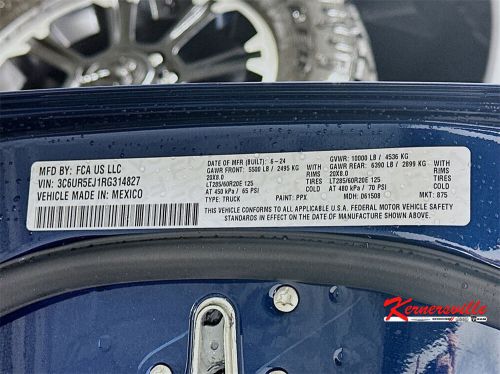 MFD BY: FCA US LLC
VIN: 3C6UR5EJ1RG314827
VEHICLE MADE IN: MEXICO
DATE OF MFR (BUILT): 6-24
GVWR: 10000 LB / 4536 KG
GAWR FRONT: 5500 LB / 2495 KG WITH
GAWR REAR: 6390 LB / 2899 KG WITH
20X8.0 RIMS
20X8.0 RIMS
LT285/60R20E 125 TIRES
LT285/60R20E 125 TIRES
AT 450 kPa / 65 PSI
AT 480 kPa / 70 PSI
TYPE: TRUCK PAINT: PPX MDH: 061508 MKT: 875
THIS VEHICLE CONFORMS TO ALL APPLICABLE U.S.A. FEDERAL MOTOR VEHICLE SAFETY
STANDARDS IN EFFECT ON THE DATE OF MANUFACTURE SHOWN ABOVE.
Kernersville